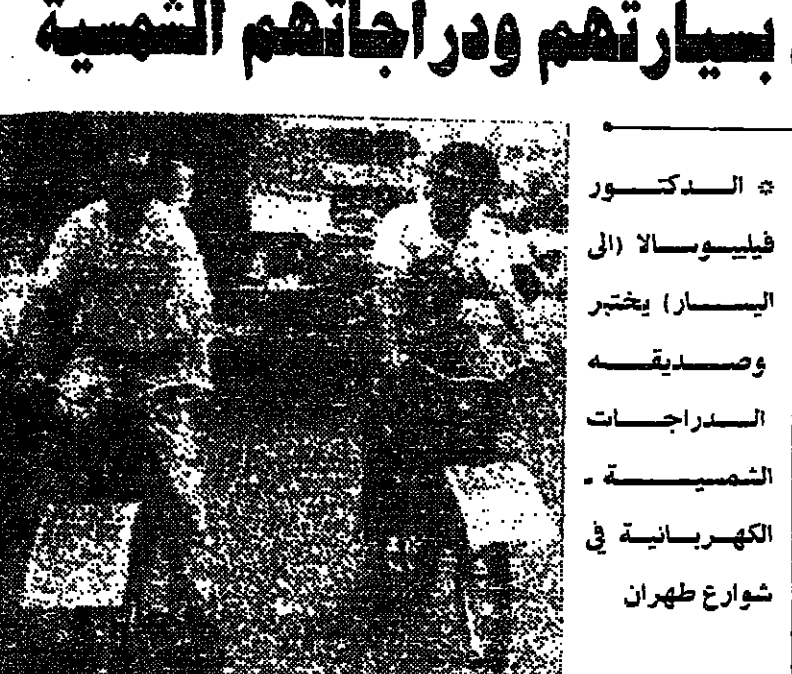 بسيارتهم ودراجاتهم الشمسية
* الدكتور
فيليبوسالا (الى
اليسار) يختبر
وصديقه
الدراجات
الشمسية -
الكهربائية في
شوارع طهران